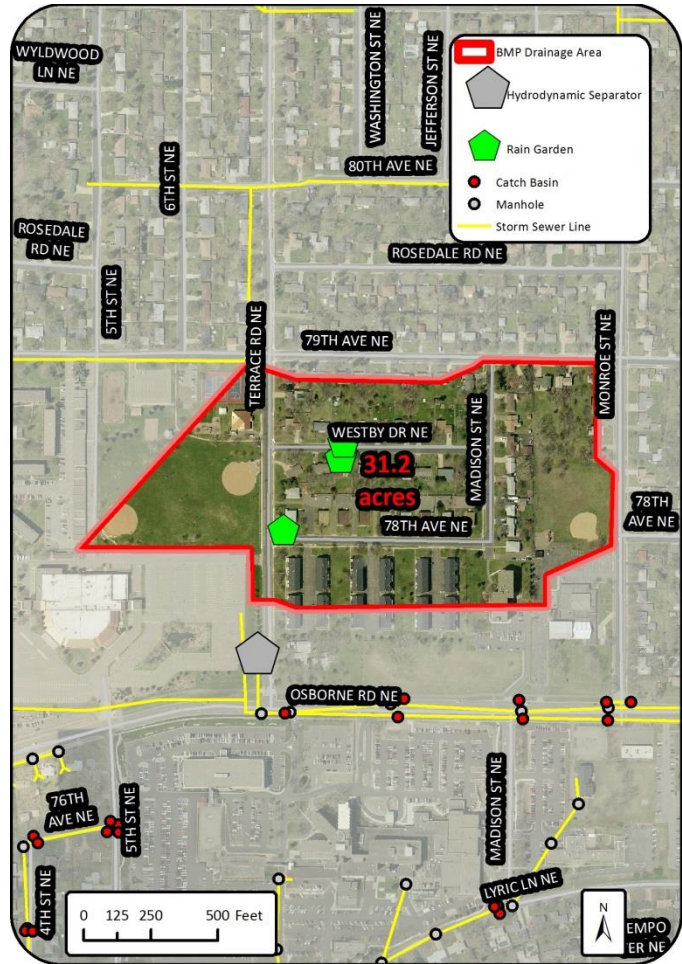 WYLDWOOD
LN NE
WASHINGTON ST NE
JEFFERSON ST NE
BMP Drainage Area
Hydrodynamic Separator
Rain Garden
Catch Basin
Manhole
Storm Sewer Line
6TH ST NE
80TH AVE NE
ROSEDALE
RD NE
5TH ST NE
ROSEDALE RD NE
TERRACE RD NE
79TH AVE NE
MONROE ST NE
WESTBY DR NE
MADISON ST NE
31.2
acres
78TH AVE NE
78TH
AVE NE
OSBORNE RD NE
76TH
AVE NE
5TH ST NE
4TH ST NE
MADISON ST NE
LYRIC LN NE
0 125 250 500 Feet
N
EMPO
ER NE